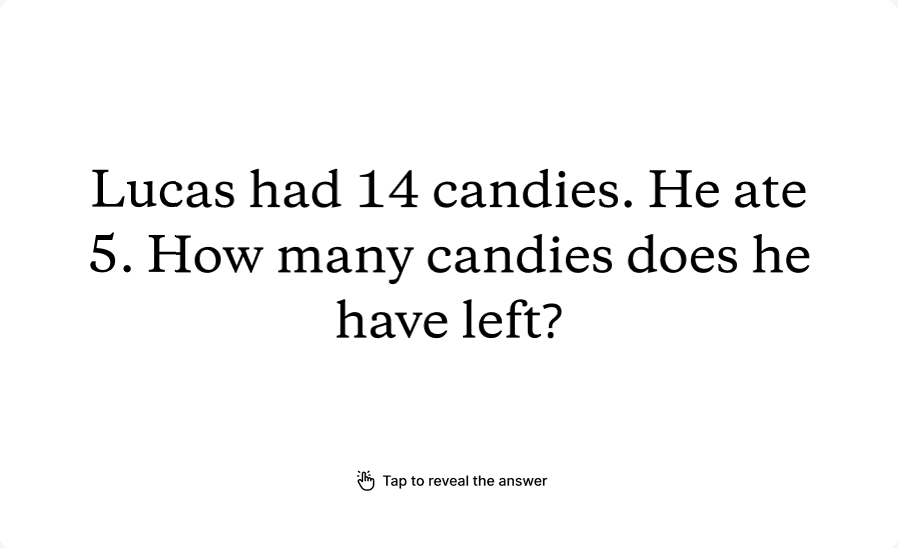 Lucas had 14 candies. He ate
5. How many candies does he
have left?
Tap to reveal the answer